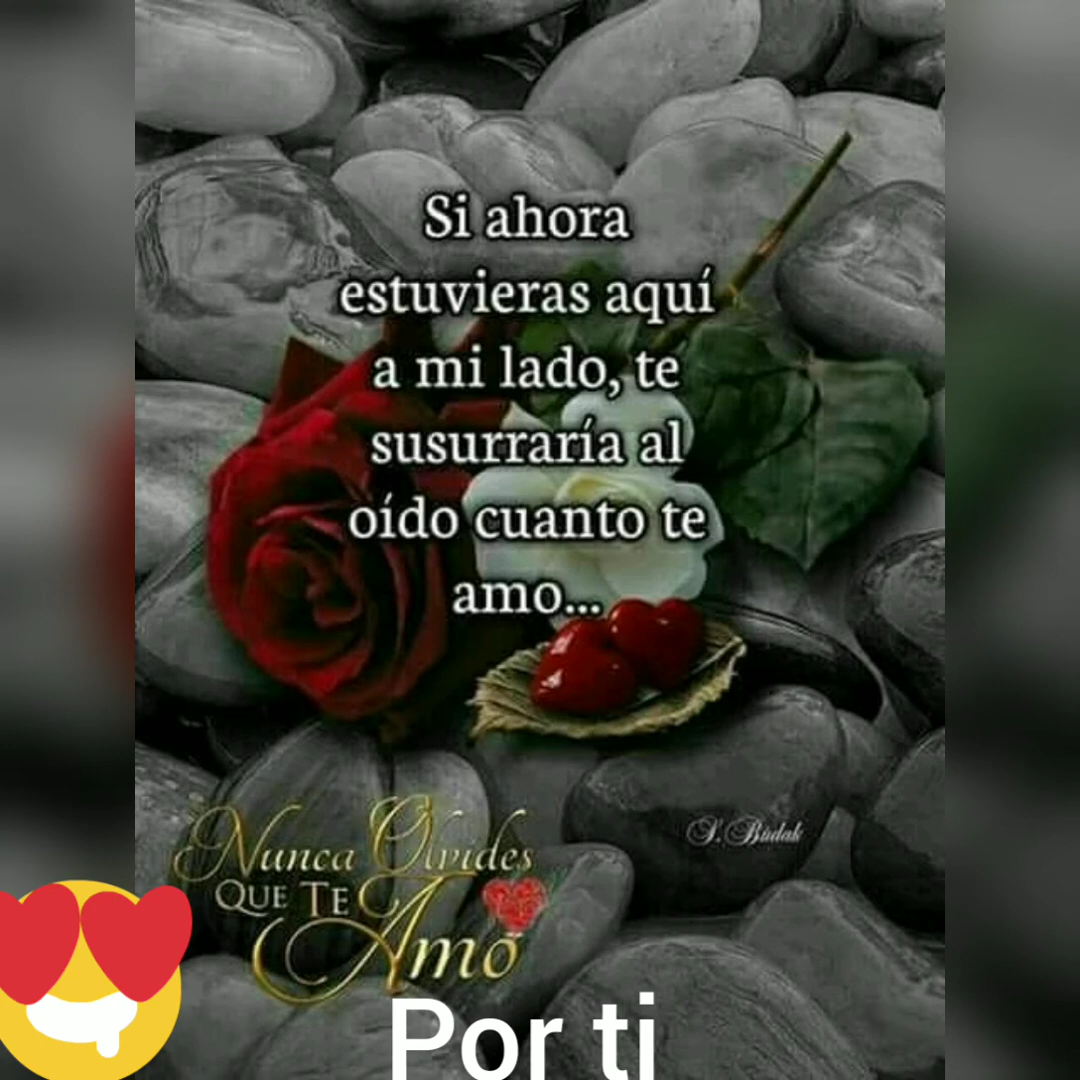 Si ahora
estuvieras aquí
a mi lado, te
susurraría al
oído cuanto te
amo...
S. Budak
Nunca Olvides
QUE TE
Amo
Por ti